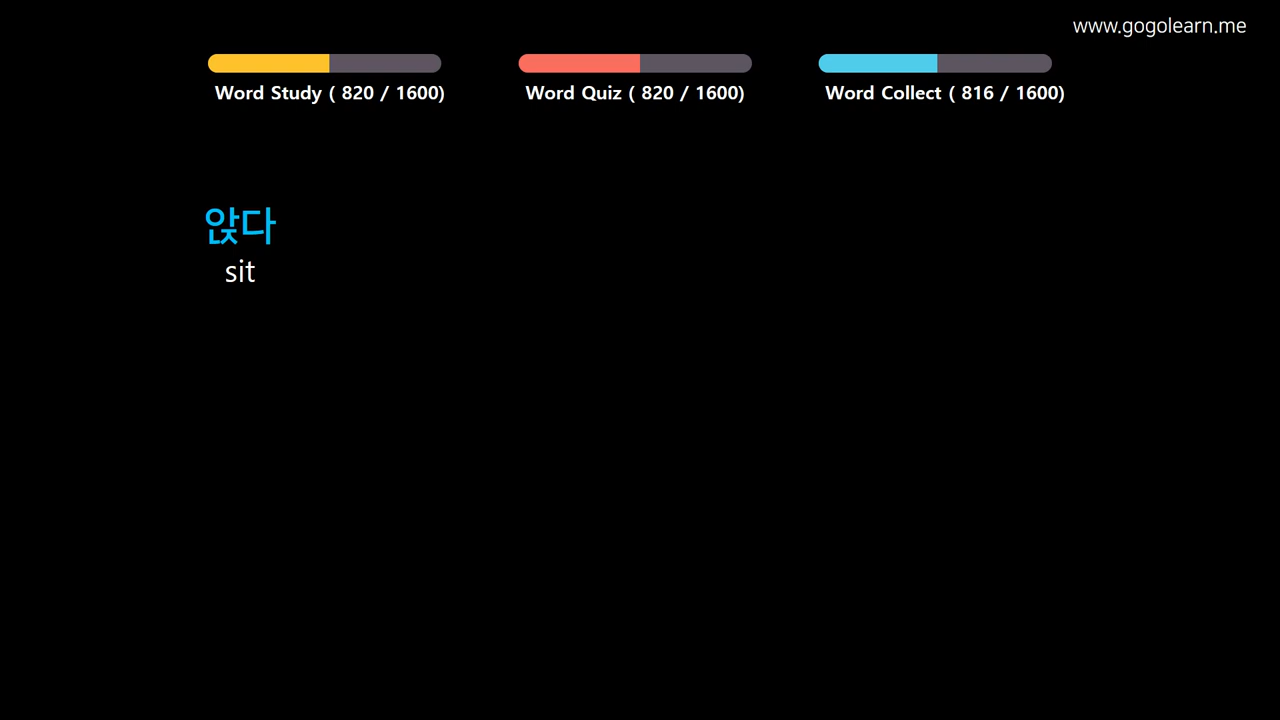 www.gogolearn.me
Word Study ( 820 / 1600)
Word Quiz ( 820 / 1600)
Word Collect ( 816 / 1600)
앉다
sit